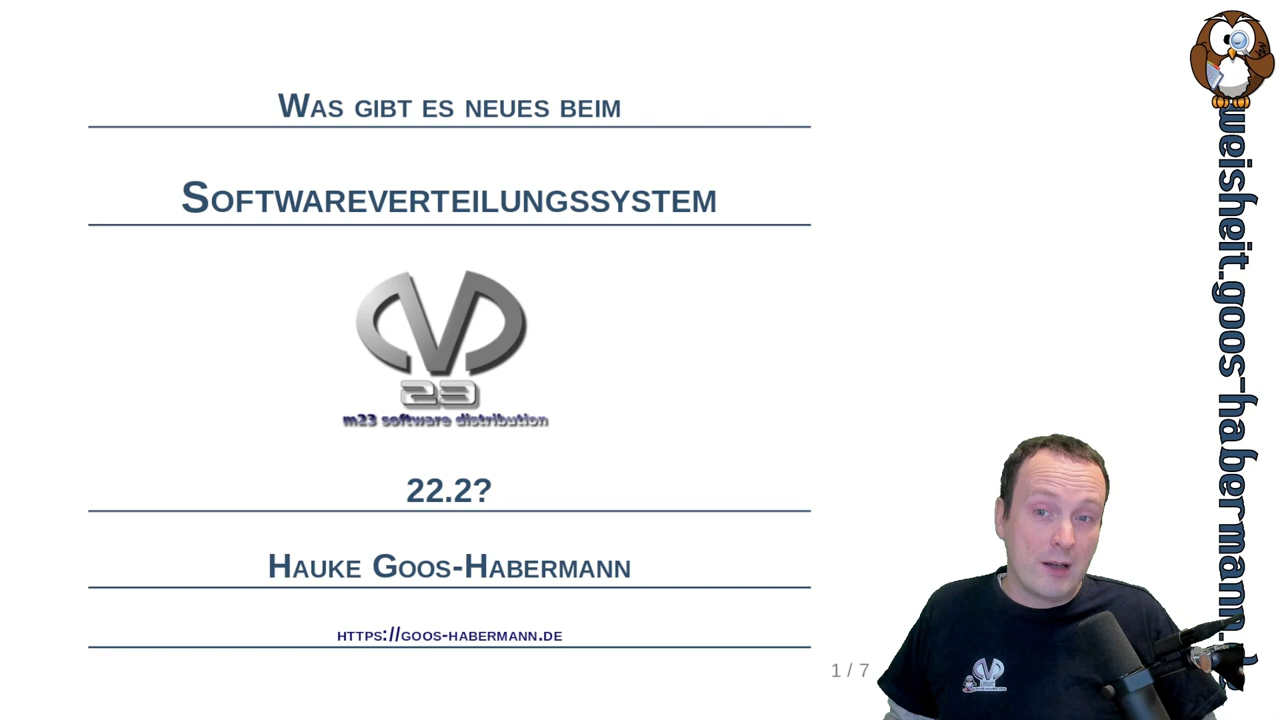 Was gibt es neues beim
Softwareverteilungssystem
23
m23 software distribution
22.2?
Hauke Goos-Habermann
https://goos-habermann.de
1 / 7
weisheit.goos-habermann.de